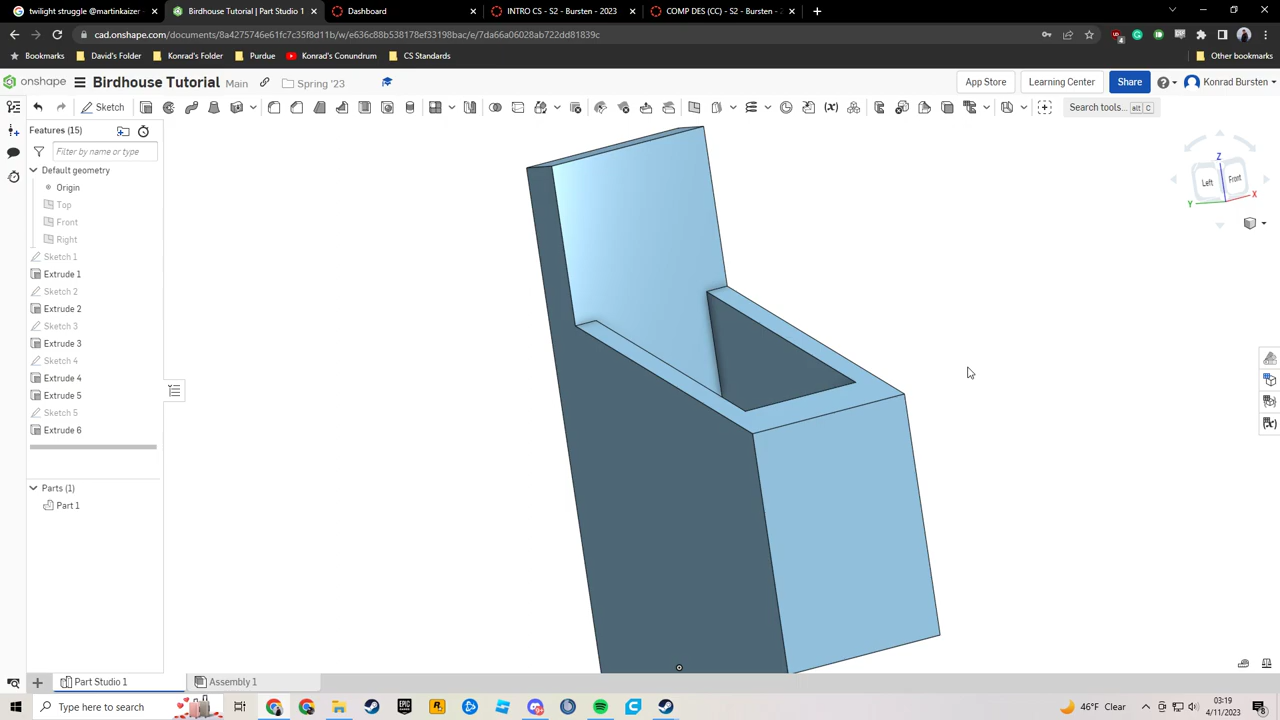 twilight struggle @martinkaizer
Birdhouse Tutorial | Part Studio 1
Dashboard
INTRO CS - S2 - Bursten - 2023
COMP DES (CC) - S2 - Bursten -
cad.onshape.com/documents/8a4275746e61fc7c35f8d11b/w/e636c88b538178ef33198bac/e/7da66a06028ab722dd81839c
Bookmarks
David's Folder
Konrad's Folder
Purdue
Konrad's Conundrum
CS Standards
Other bookmarks
onshape
Birdhouse Tutorial
Main
Spring '23
App Store
Learning Center
Share
Konrad Bursten
Sketch
Search tools...
alt C
Features (15)
Filter by name or type
Default geometry
Origin
Top
Front
Right
Sketch 1
Extrude 1
Sketch 2
Extrude 2
Sketch 3
Extrude 3
Sketch 4
Extrude 4
Extrude 5
Sketch 5
Extrude 6
Parts (1)
Part 1
Z
Left
Front
Y
X
Part Studio 1
Assembly 1
Type here to search
46°F Clear
03:19
4/11/2023